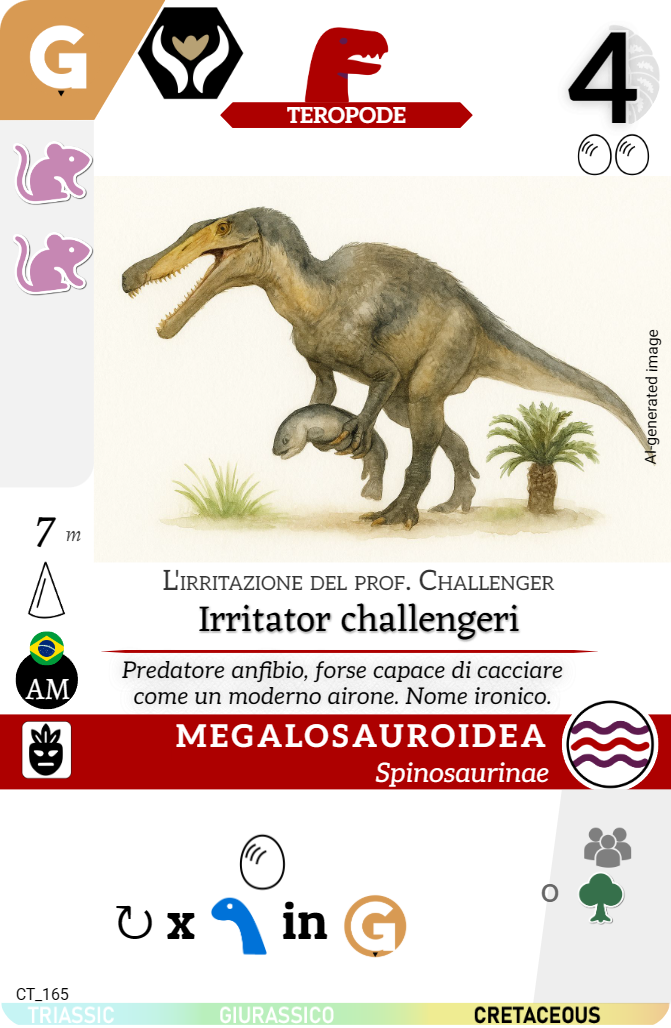 G
4
TEROPODE
AI-generated image
7 m
L'IRRITAZIONE DEL PROF. CHALLENGER
Irritator challengeri
AM
Predatore anfibio, forse capace di cacciare
come un moderno airone. Nome ironico.
MEGALOSAUROIDEA
Spinosaurinae
↻ x in G
O
CT_165
TRIASSIC GIURASSICO CRETACEOUS